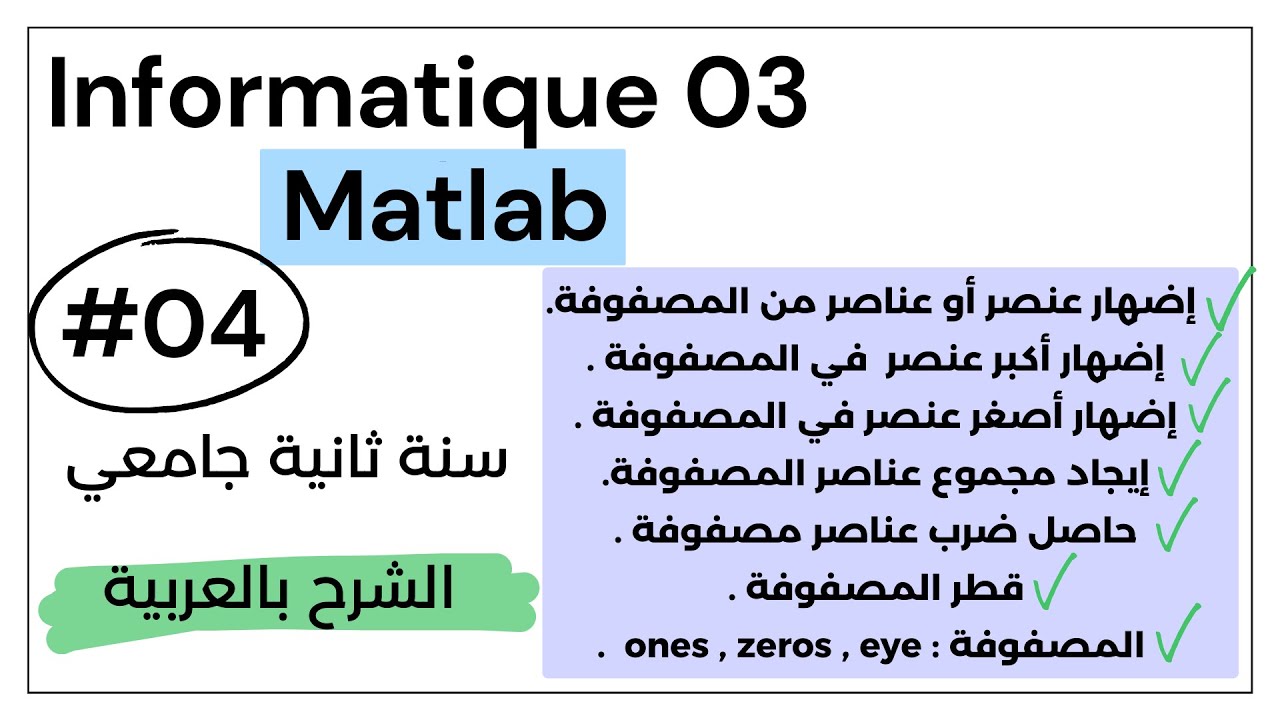 Informatique 03
Matlab
#04
سنة ثانية جامعي
الشرح بالعربية
إضهار عنصر أو عناصر من المصفوفة.
إضهار أكبر عنصر في المصفوفة .
إضهار أصغر عنصر في المصفوفة .
إيجاد مجموع عناصر المصفوفة.
حاصل ضرب عناصر مصفوفة .
قطر المصفوفة .
المصفوفة : ones , zeros , eye .